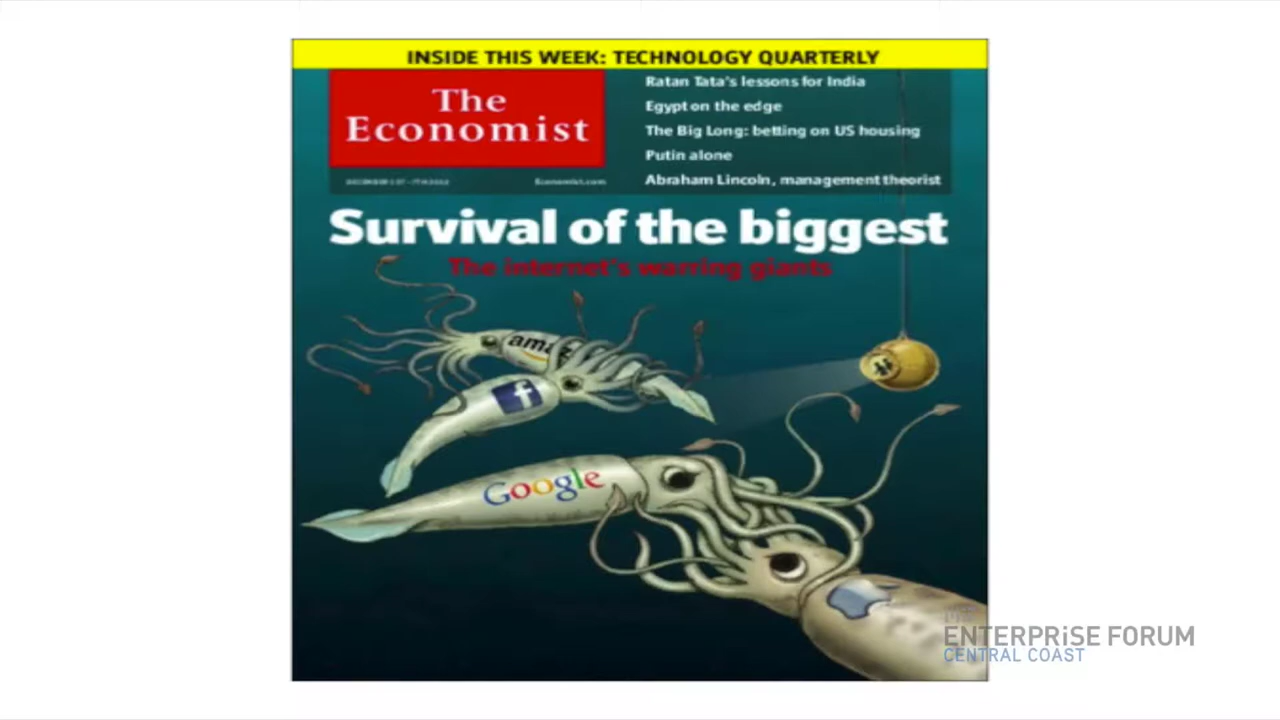 INSIDE THIS WEEK: TECHNOLOGY QUARTERLY
The
Economist
Ratan Tata's lessons for India
Egypt on the edge
The Big Long: betting on US housing
Putin alone
Abraham Lincoln, management theorist
Economist.com
Survival of the biggest
The internet's warring giants
amaz
f
Google
ENTERPRiSE FORUM
CENTRAL COAST